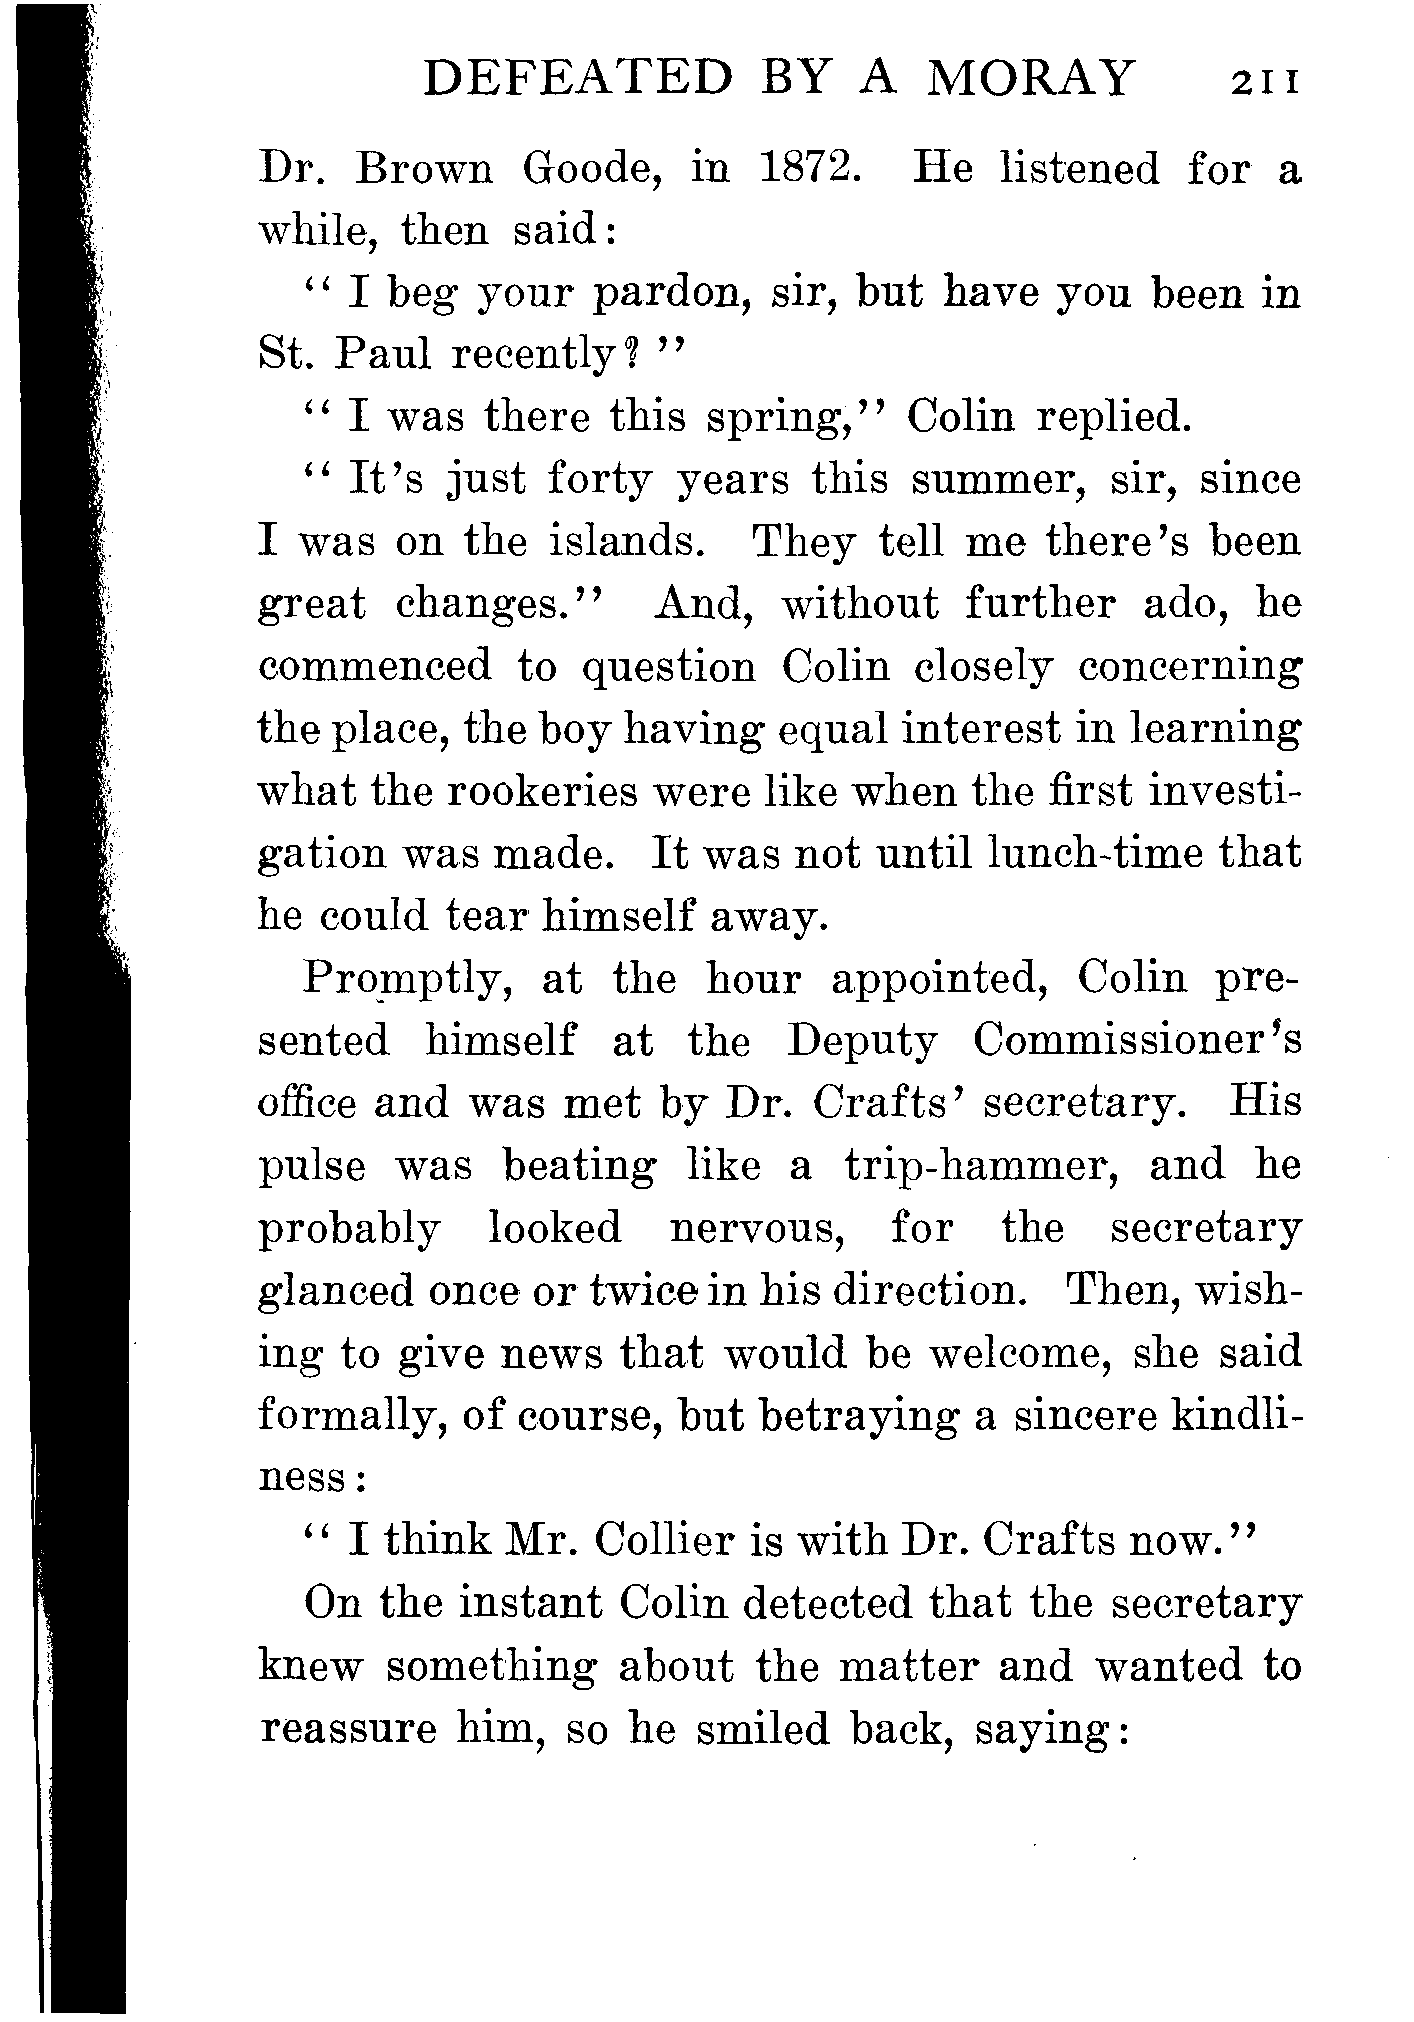 DEFEATED BY A MORAY 211
Dr. Brown Goode, in 1872. He listened for a
while, then said:
" I beg your pardon, sir, but have you been in
St. Paul recently? "
" I was there this spring," Colin replied.
" It's just forty years this summer, sir, since
I was on the islands. They tell me there's been
great changes." And, without further ado, he
commenced to question Colin closely concerning
the place, the boy having equal interest in learning
what the rookeries were like when the first investi-
gation was made. It was not until lunch-time that
he could tear himself away.
Promptly, at the hour appointed, Colin pre-
sented himself at the Deputy Commissioner's
office and was met by Dr. Crafts' secretary. His
pulse was beating like a trip-hammer, and he
probably looked nervous, for the secretary
glanced once or twice in his direction. Then, wish-
ing to give news that would be welcome, she said
formally, of course, but betraying a sincere kindli-
ness:
" I think Mr. Collier is with Dr. Crafts now."
On the instant Colin detected that the secretary
knew something about the matter and wanted to
reassure him, so he smiled back, saying: